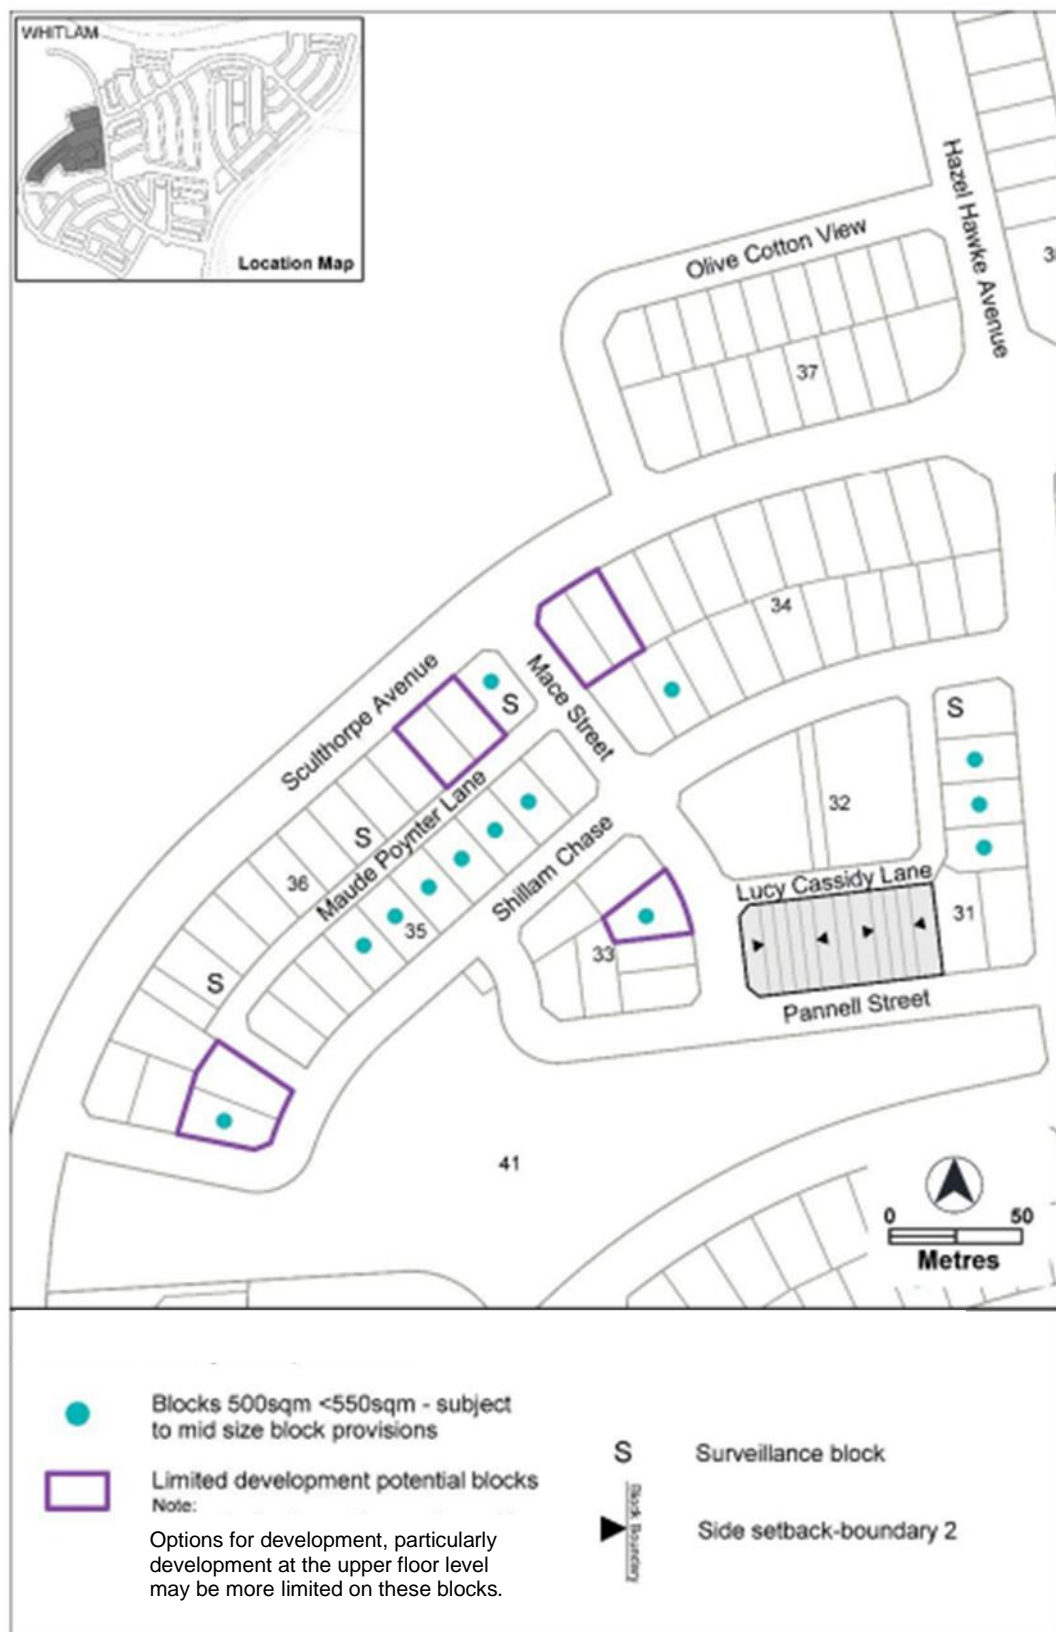 WHITLAM
Location Map
Olive Cotton View
Hazel Hawke Avenue
37
34
Sculthorpe Avenue
Mace Street
S
S
32
Maude Poynter Lane
S
36
Shillam Chase
Lucy Cassidy Lane
31
35
33
S
Pannell Street
41
0 50
Metres
Blocks 500sqm <550sqm - subject
to mid size block provisions
Limited development potential blocks
Note:
Options for development, particularly
development at the upper floor level
may be more limited on these blocks.
S Surveillance block
Block Boundary
Side setback-boundary 2